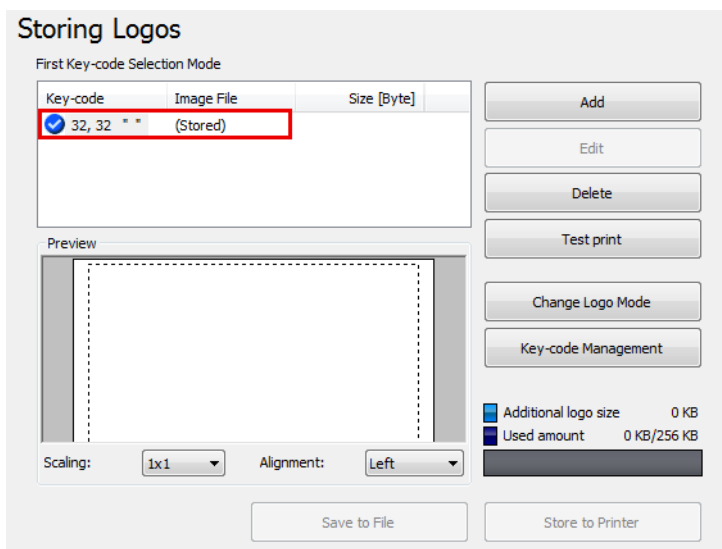 Storing Logos
First Key-code Selection Mode
Key-code Image File Size [Byte]
32, 32 " " (Stored)
Add
Edit
Delete
Test print
Preview
Change Logo Mode
Key-code Management
Additional logo size 0 KB
Used amount 0 KB/256 KB
Scaling: 1x1 Alignment: Left
Save to File Store to Printer